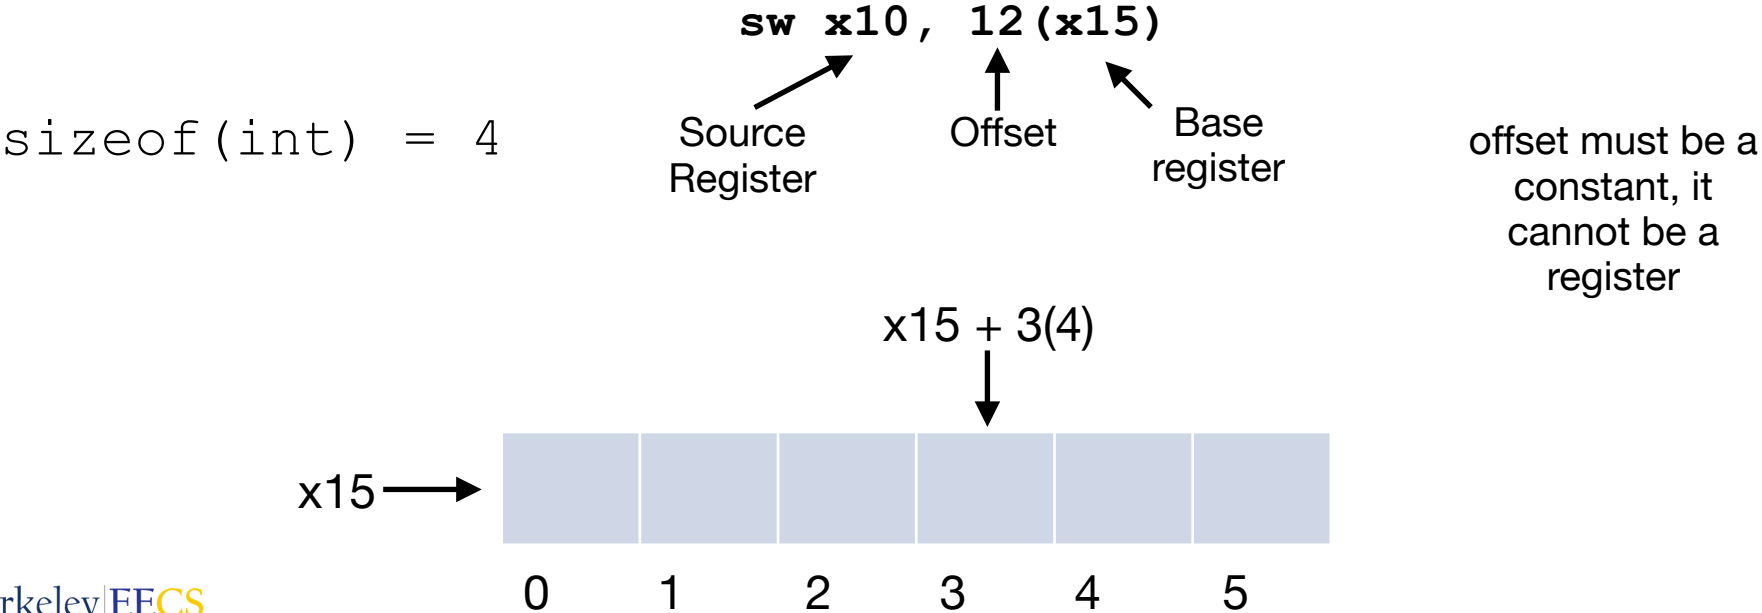 sw x10, 12(x15)
sizeof(int) = 4
Source
Register
Offset
Base
register
offset must be a
constant, it
cannot be a
register
x15 + 3(4)
x15
0 1 2 3 4 5
EECS